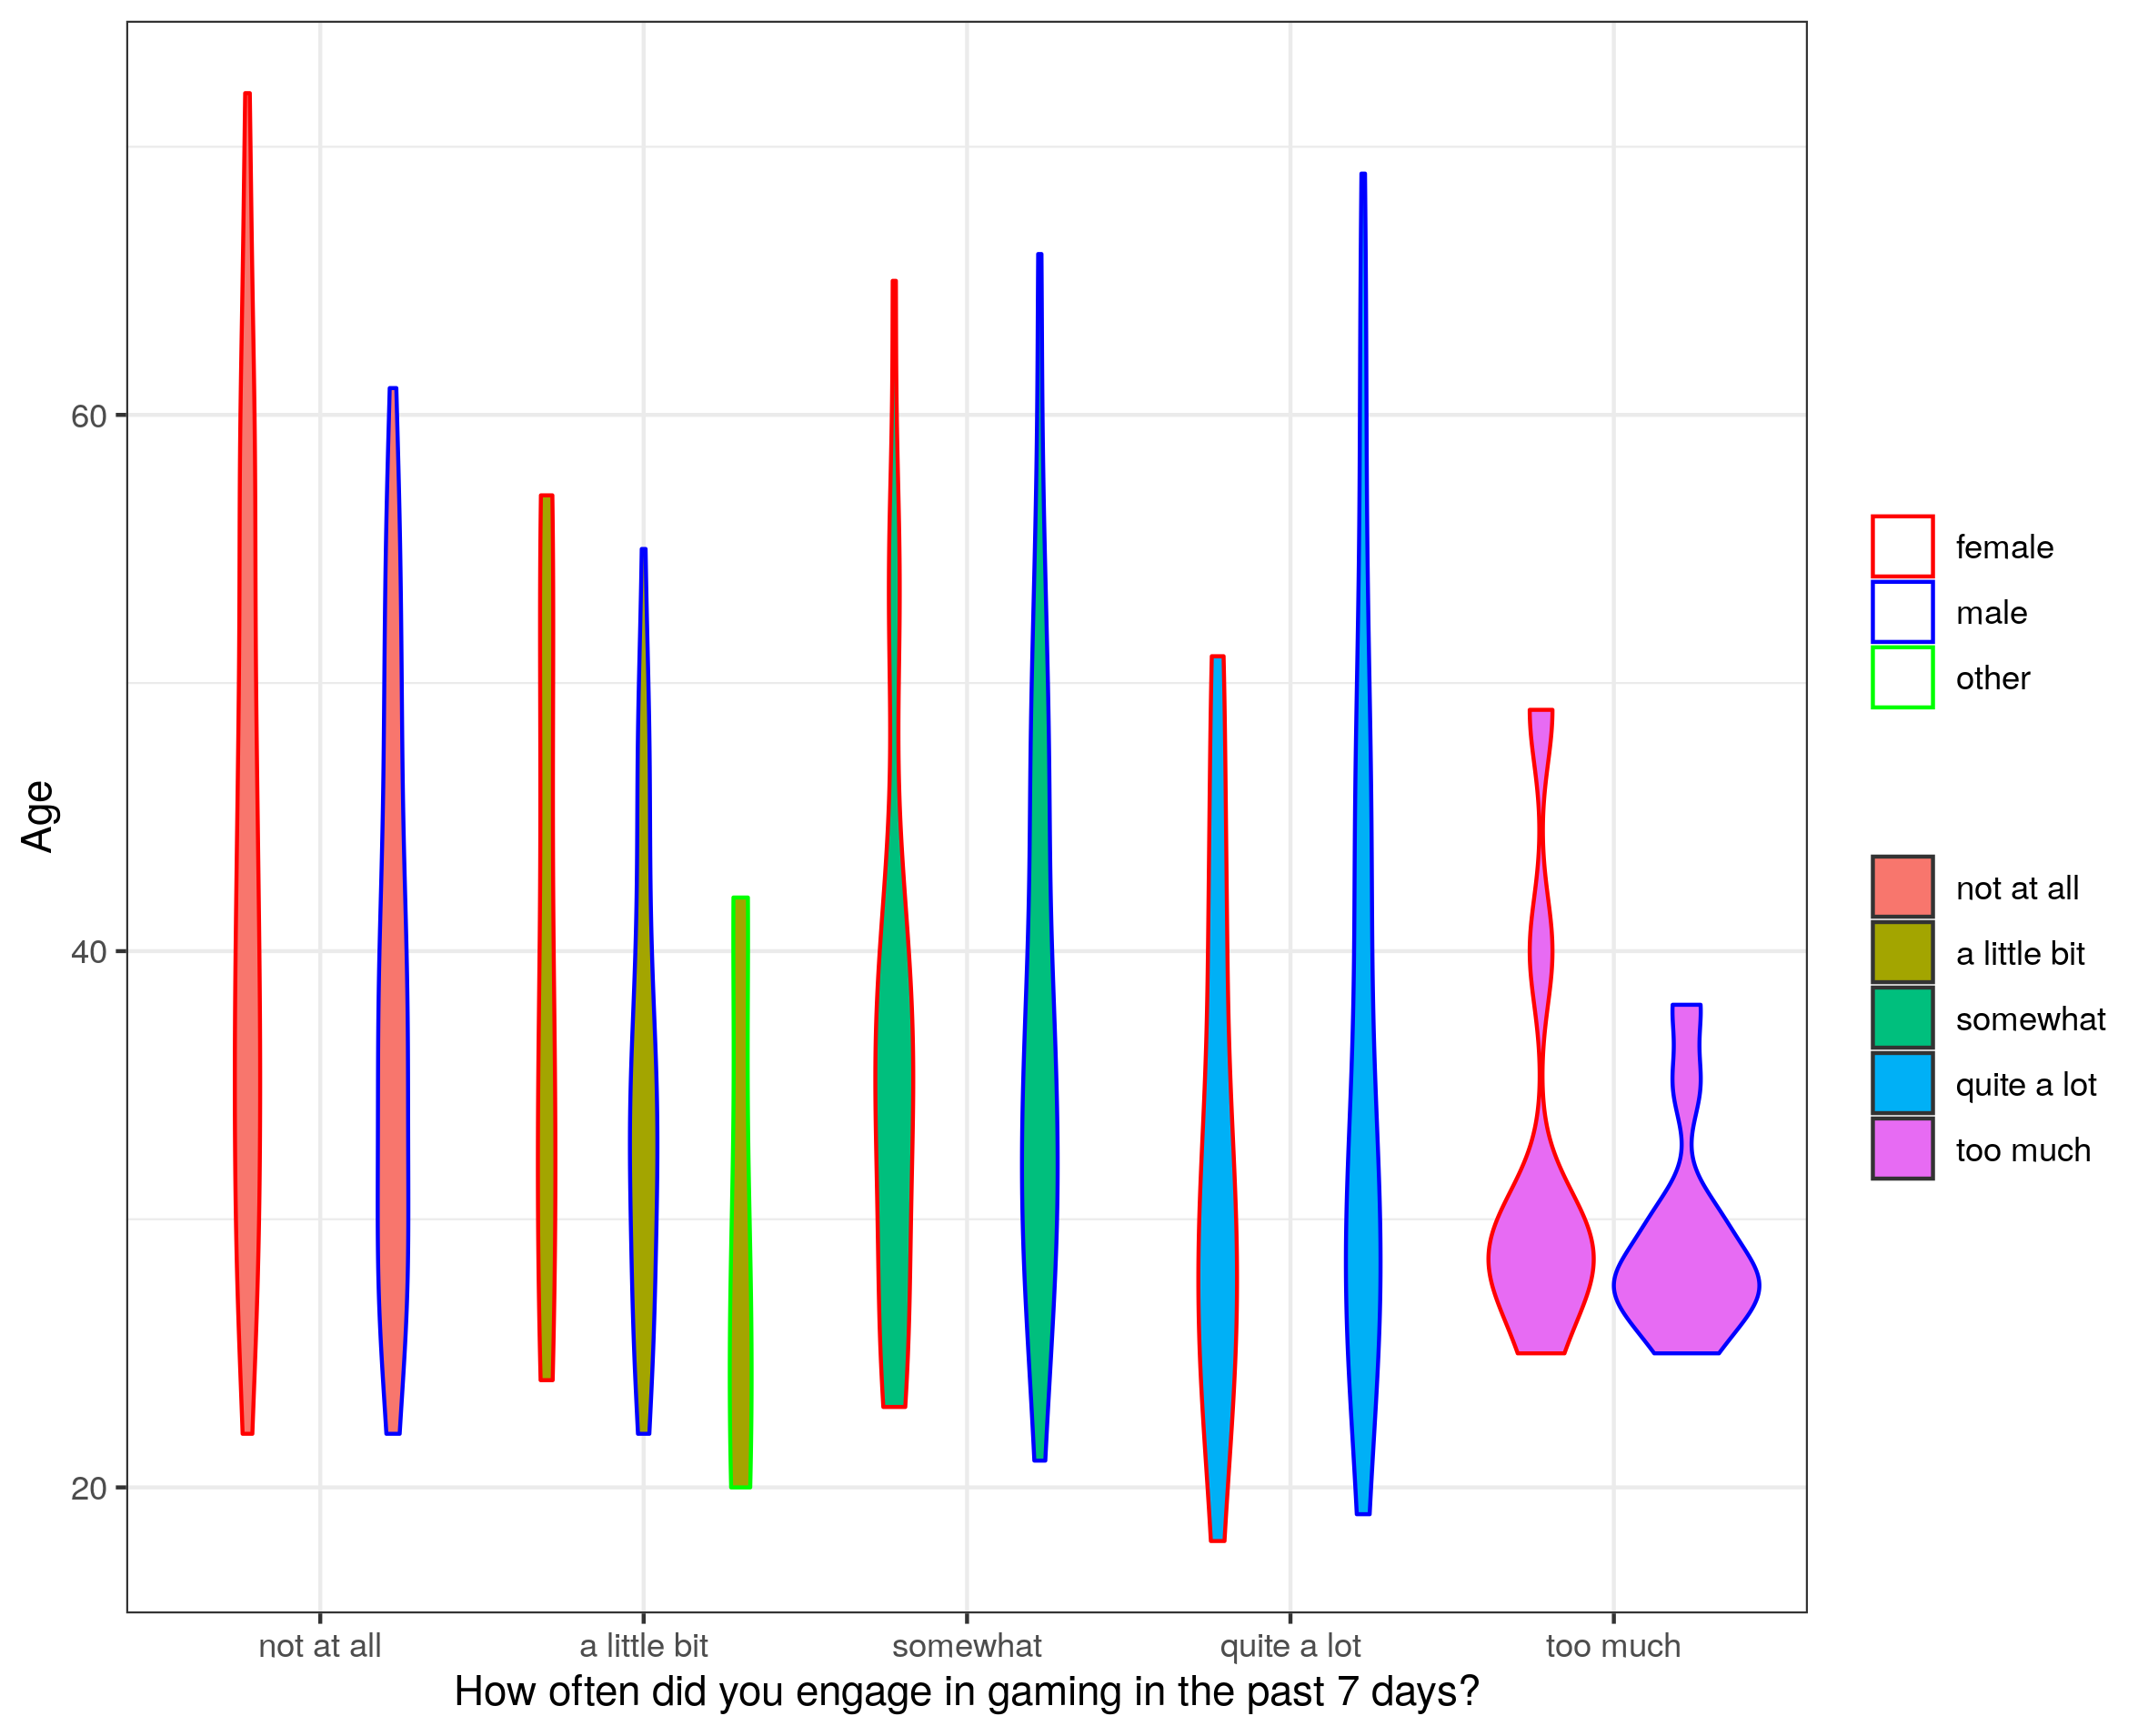 60
40
20
Age
not at all
a little bit
somewhat
quite a lot
too much
How often did you engage in gaming in the past 7 days?
female
male
other
not at all
a little bit
somewhat
quite a lot
too much